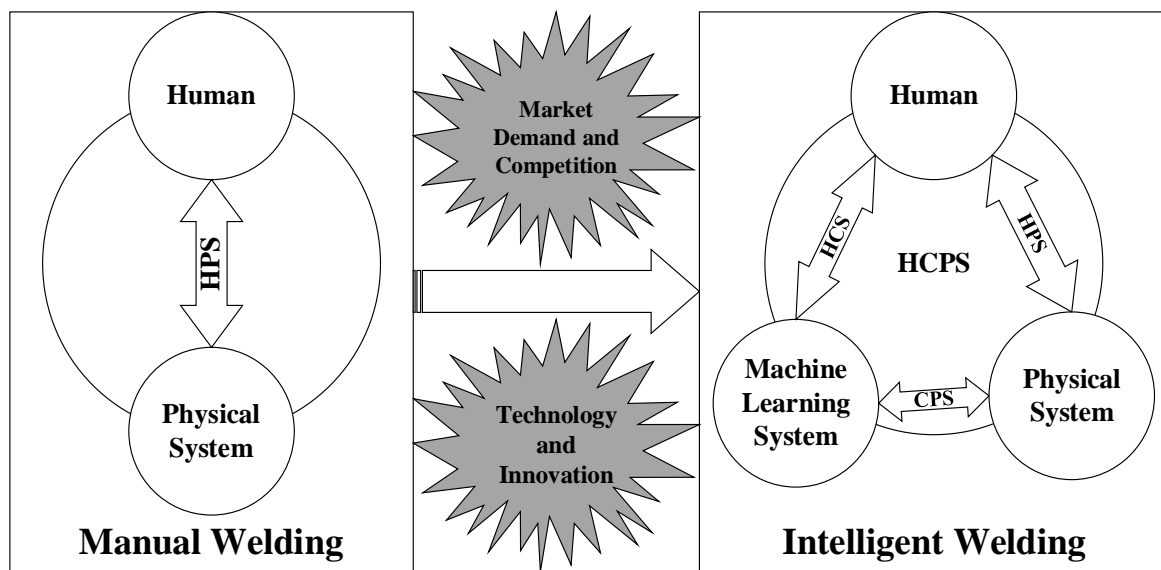 Human
HPS
Physical
System
Manual Welding
Market
Demand and
Competition
Technology
and
Innovation
Human
HCS
HPS
HCPS
Machine
Learning
System
CPS
Physical
System
Intelligent Welding